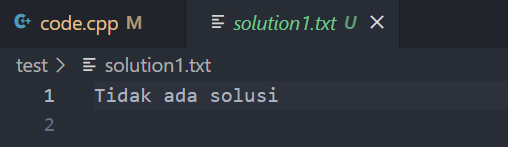 code.cpp M
solution1.txt U
test > solution1.txt
1 Tidak ada solusi
2